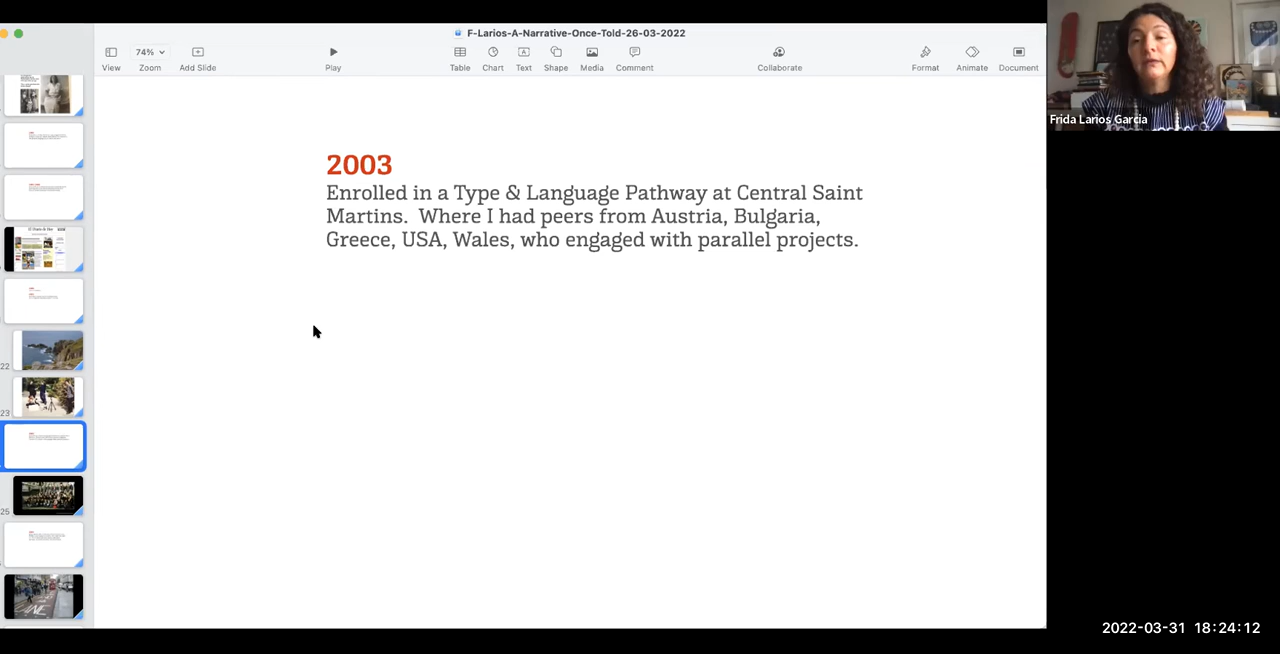 F-Larios-A-Narrative-Once-Told-26-03-2022
74%
View
Zoom
Add Slide
Play
Table
Chart
Text
Shape
Media
Comment
Collaborate
Format
Animate
Document
Frida Larios Garcia
2003
Enrolled in a Type & Language Pathway at Central Saint
Martins.  Where I had peers from Austria, Bulgaria,
Greece, USA, Wales, who engaged with parallel projects.
22
23
25
2022-03-31 18:24:12